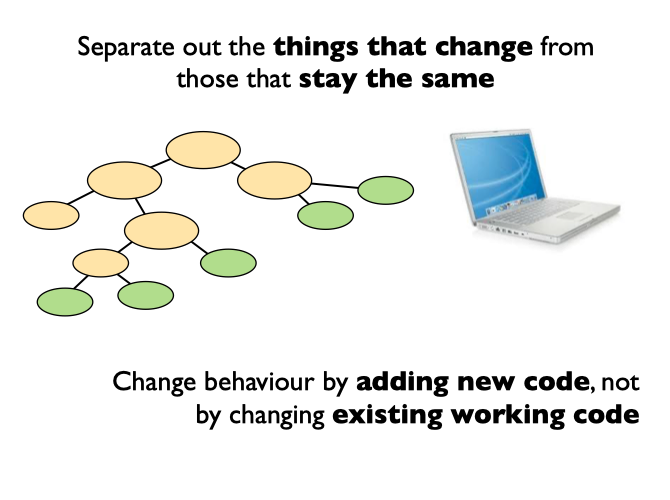 Separate out the things that change from
those that stay the same
Change behaviour by adding new code, not
by changing existing working code